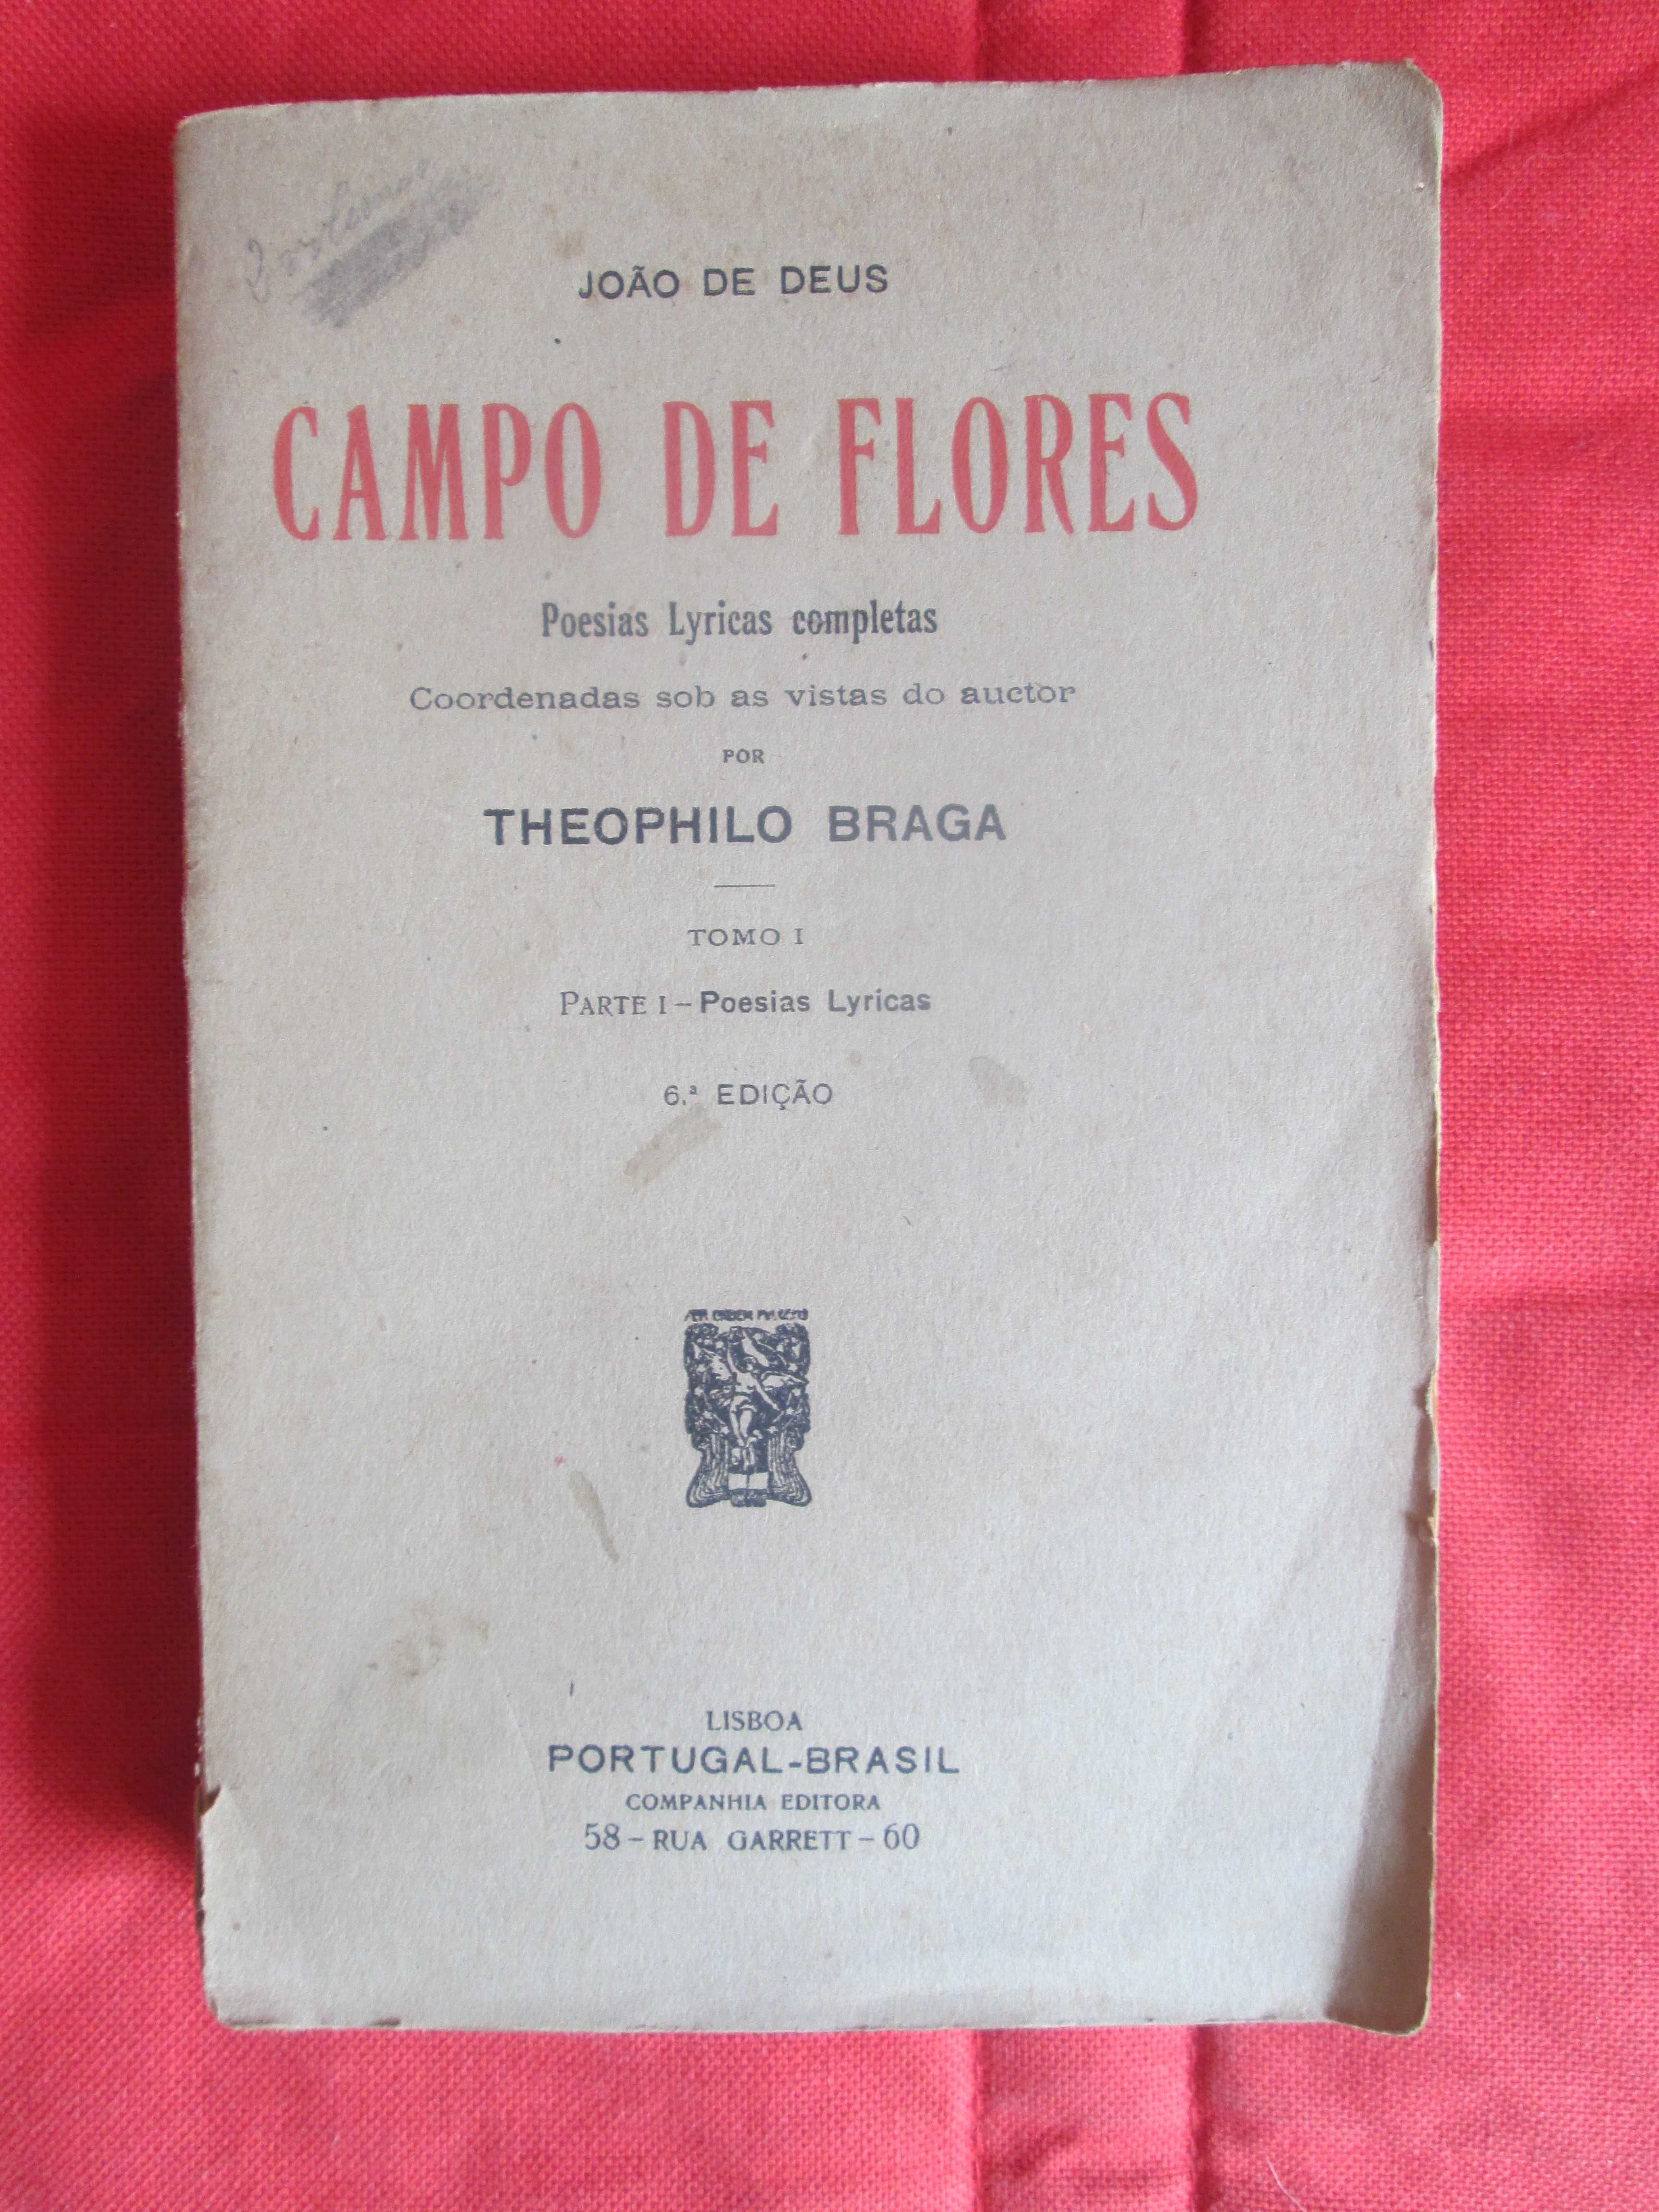 JOÃO DE DEUS
CAMPO DE FLORES
Poesias Lyricas completas
Coordenadas sob as vistas do auctor
POR
THEOPHILO BRAGA
TOMO I
PARTE I – Poesias Lyricas
6.ª EDIÇÃO
LISBOA
PORTUGAL-BRASIL
COMPANHIA EDITORA
58 – RUA GARRETT – 60